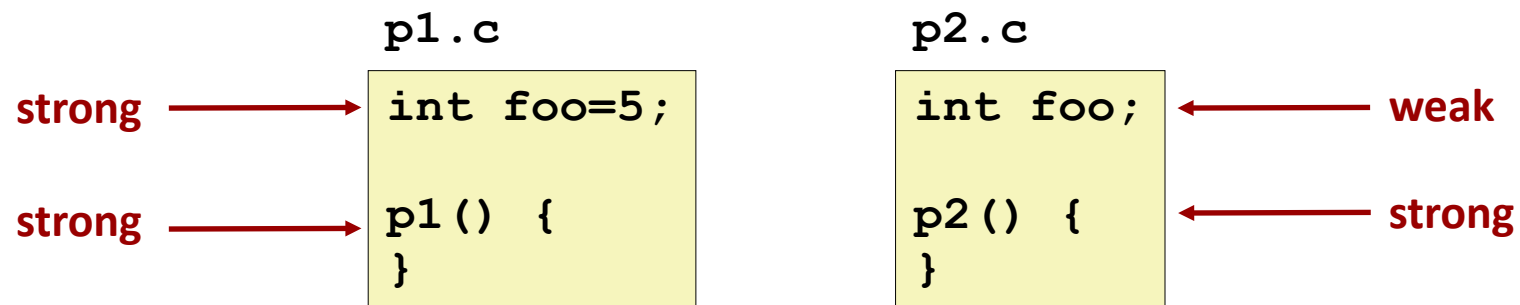 p1.c p2.c
strong int foo=5; int foo; weak
strong p1() { p2() { strong
} }